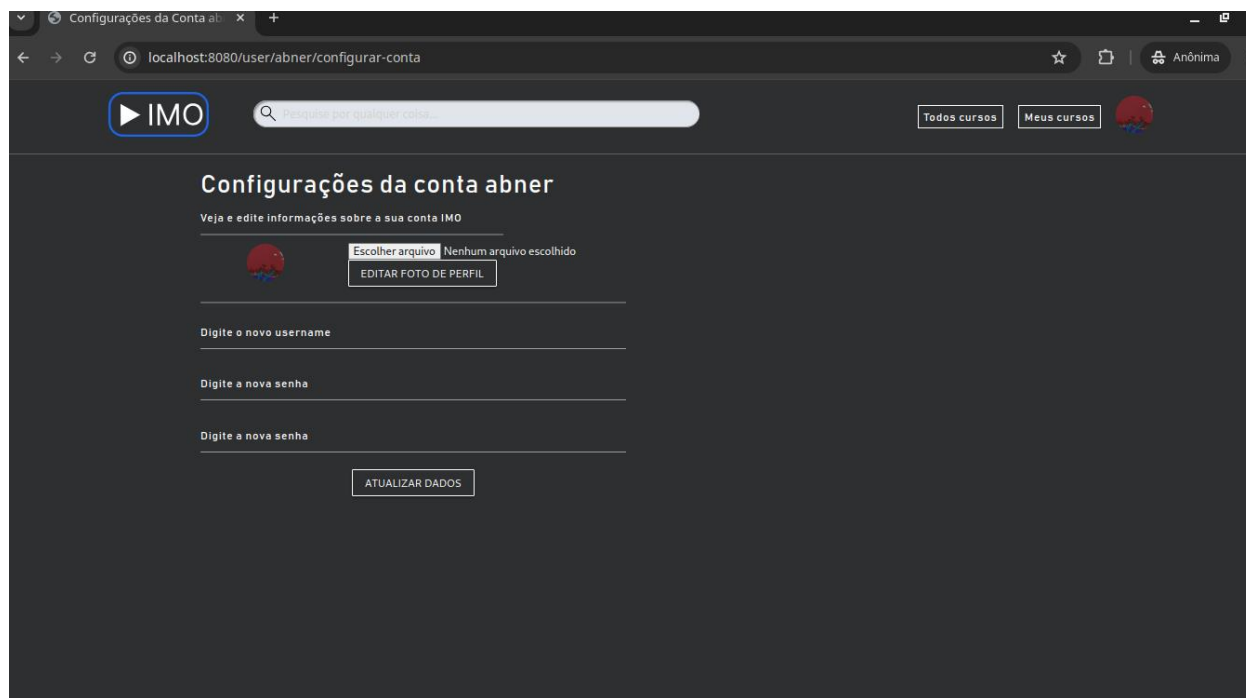 Configurações da Conta ab
localhost:8080/user/abner/configurar-conta
Anônima
IMO
Pesquise por qualquer coisa...
Todos cursos
Meus cursos
Configurações da conta abner
Veja e edite informações sobre a sua conta IMO
Escolher arquivo Nenhum arquivo escolhido
EDITAR FOTO DE PERFIL
Digite o novo username
Digite a nova senha
Digite a nova senha
ATUALIZAR DADOS